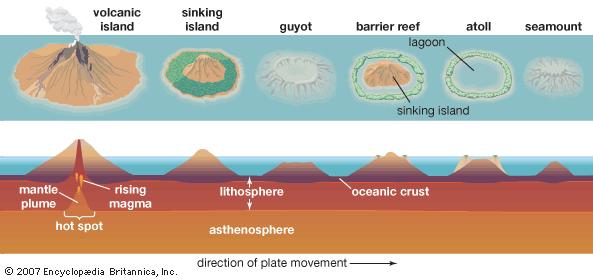 volcanic
island
sinking
island
guyot
barrier reef
atoll
seamount
lagoon
sinking island
mantle
plume
rising
magma
hot spot
lithosphere
oceanic crust
asthenosphere
direction of plate movement
© 2007 Encyclopædia Britannica, Inc.